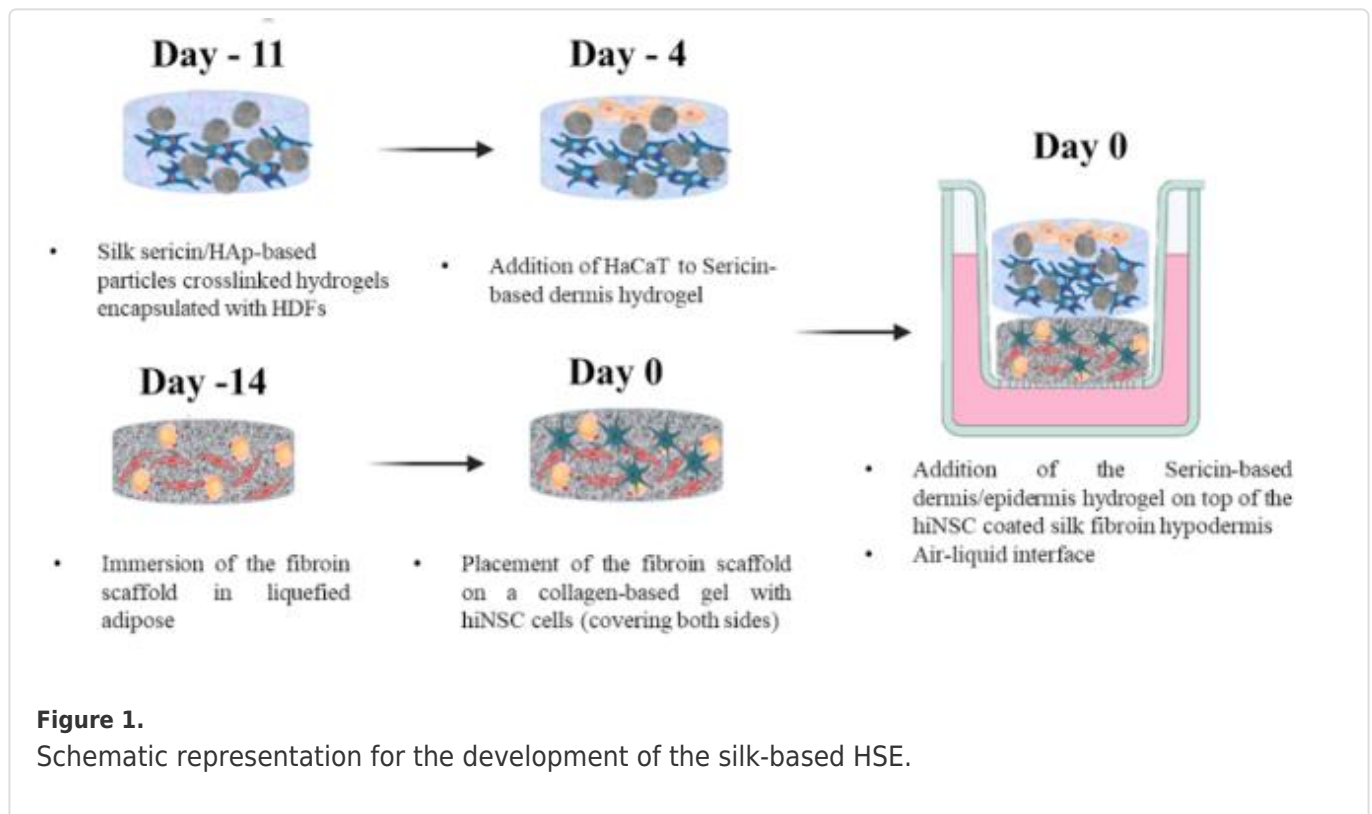 Day - 11
Day - 4
Day 0
• Silk sericin/HAp-based
particles crosslinked hydrogels
encapsulated with HDFs
• Addition of HaCaT to Sericin-
based dermis hydrogel
Day -14
Day 0
• Immersion of the fibroin
scaffold in liquefied
adipose
• Placement of the fibroin scaffold
on a collagen-based gel with
hiNSC cells (covering both sides)
• Addition of the Sericin-based
dermis/epidermis hydrogel on top of the
hiNSC coated silk fibroin hypodermis
• Air-liquid interface
Figure 1.
Schematic representation for the development of the silk-based HSE.